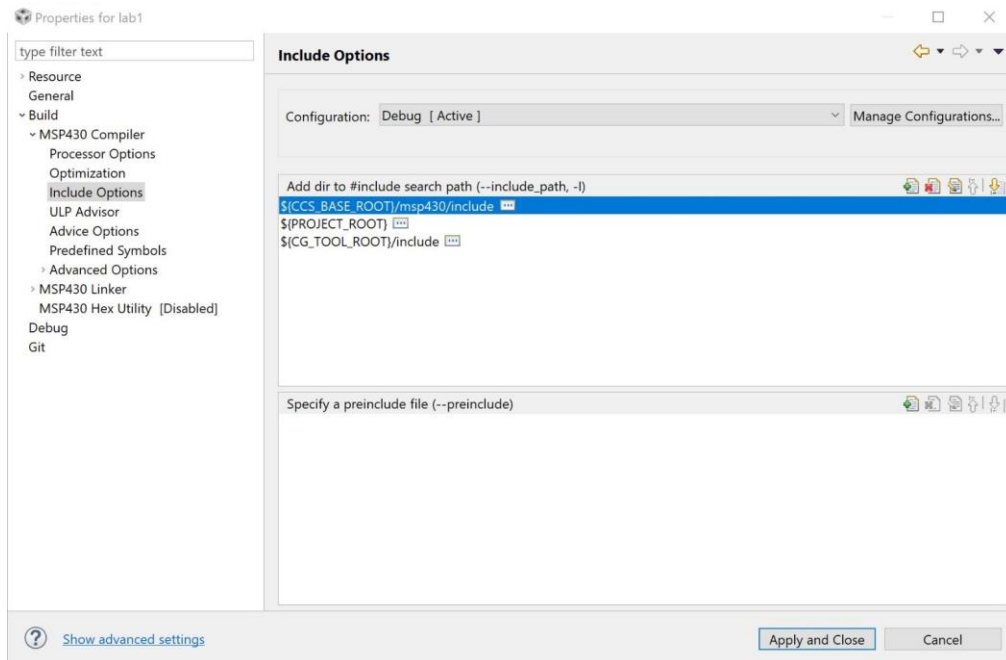 Properties for lab1
type filter text
Resource
General
Build
MSP430 Compiler
Processor Options
Optimization
Include Options
ULP Advisor
Advice Options
Predefined Symbols
Advanced Options
MSP430 Linker
MSP430 Hex Utility [Disabled]
Debug
Git
Include Options
Configuration: Debug [ Active ]
Manage Configurations...
Add dir to #include search path (--include_path, -I)
${CCS_BASE_ROOT}/msp430/include
${PROJECT_ROOT}
${CG_TOOL_ROOT}/include
Specify a preinclude file (--preinclude)
Show advanced settings
Apply and Close
Cancel